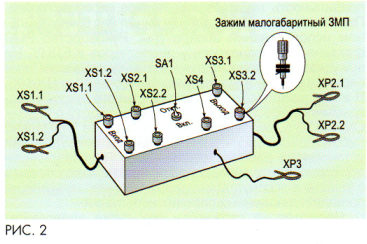 Зажим малогабаритный ЗМП
XS3.1
SA1
XS1.2
XS2.1
XS4
XS3.2
XS1.1
XS2.2
XP2.1
XS1.1
Откл.
Вход
Выход
Вкл.
XS1.2
XP2.2
XP3
РИС. 2